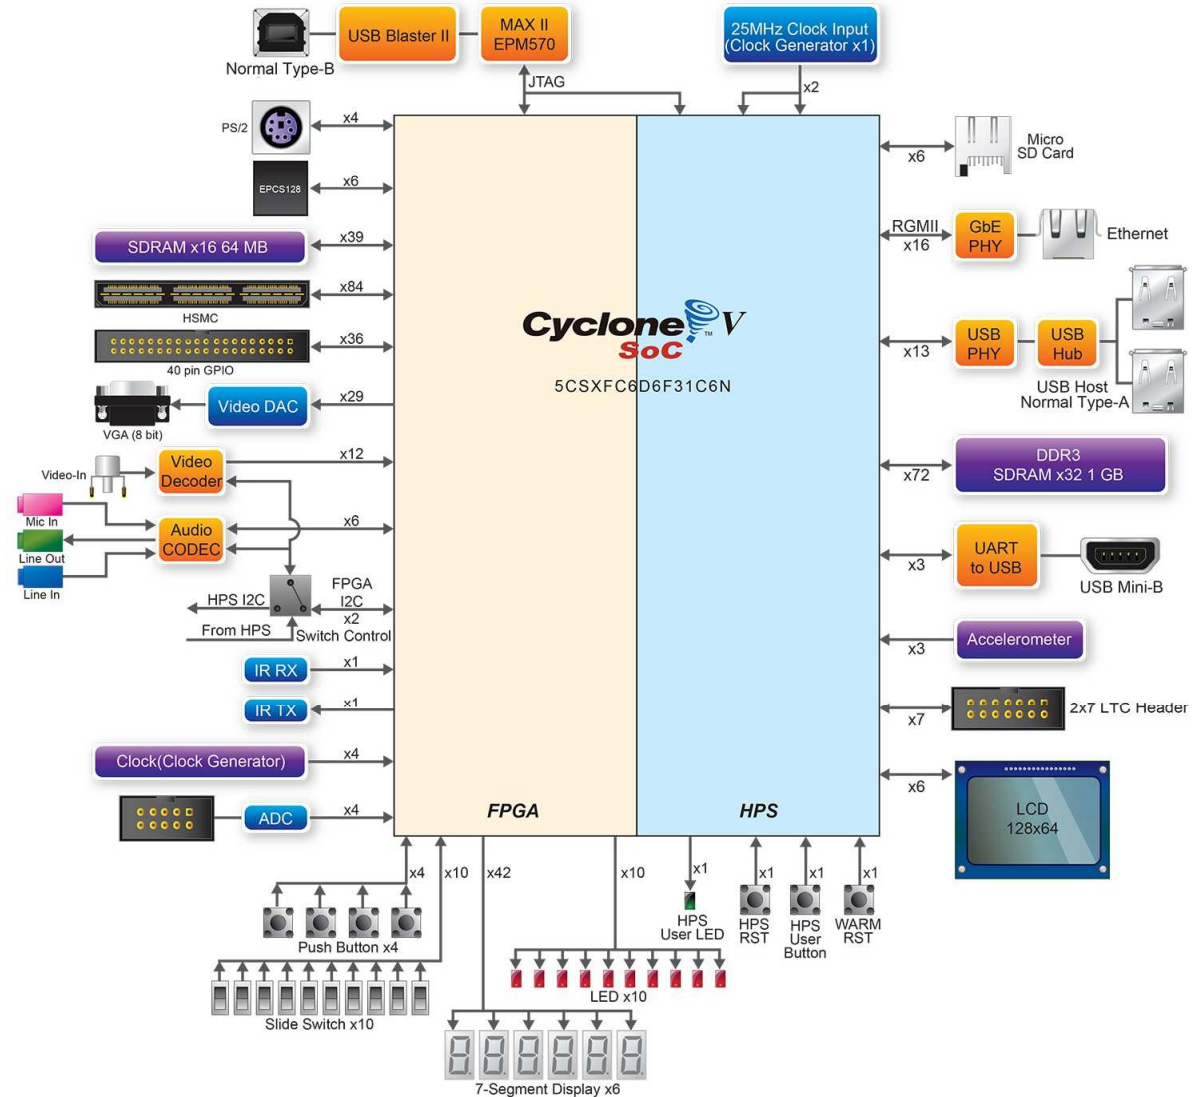 Normal Type-B
USB Blaster II
MAX II
EPM570
25MHz Clock Input
(Clock Generator x1)
JTAG
x2
PS/2
x4
EPCS128
x6
SDRAM x16 64 MB
x39
HSMC
x84
40 pin GPIO
x36
VGA (8 bit)
Video DAC
x29
Video-In
Video
Decoder
x12
Mic In
Line Out
Line In
Audio
CODEC
x6
HPS I2C
From HPS
FPGA
I2C
x2
Switch Control
IR RX
x1
IR TX
x1
Clock(Clock Generator)
x4
ADC
x4
Cyclone V
TM
SoC
5CSXFC6D6F31C6N
FPGA
HPS
x6
Micro
SD Card
RGMII
x16
GbE
PHY
Ethernet
x13
USB
PHY
USB
Hub
USB Host
Normal Type-A
x72
DDR3
SDRAM x32 1 GB
x3
UART
to USB
USB Mini-B
x3
Accelerometer
x7
2x7 LTC Header
x6
LCD
128x64
x4
x10
x42
x10
x1
x1
x1
x1
Push Button x4
Slide Switch x10
7-Segment Display x6
LED x10
HPS
User LED
HPS
RST
HPS
User
Button
WARM
RST